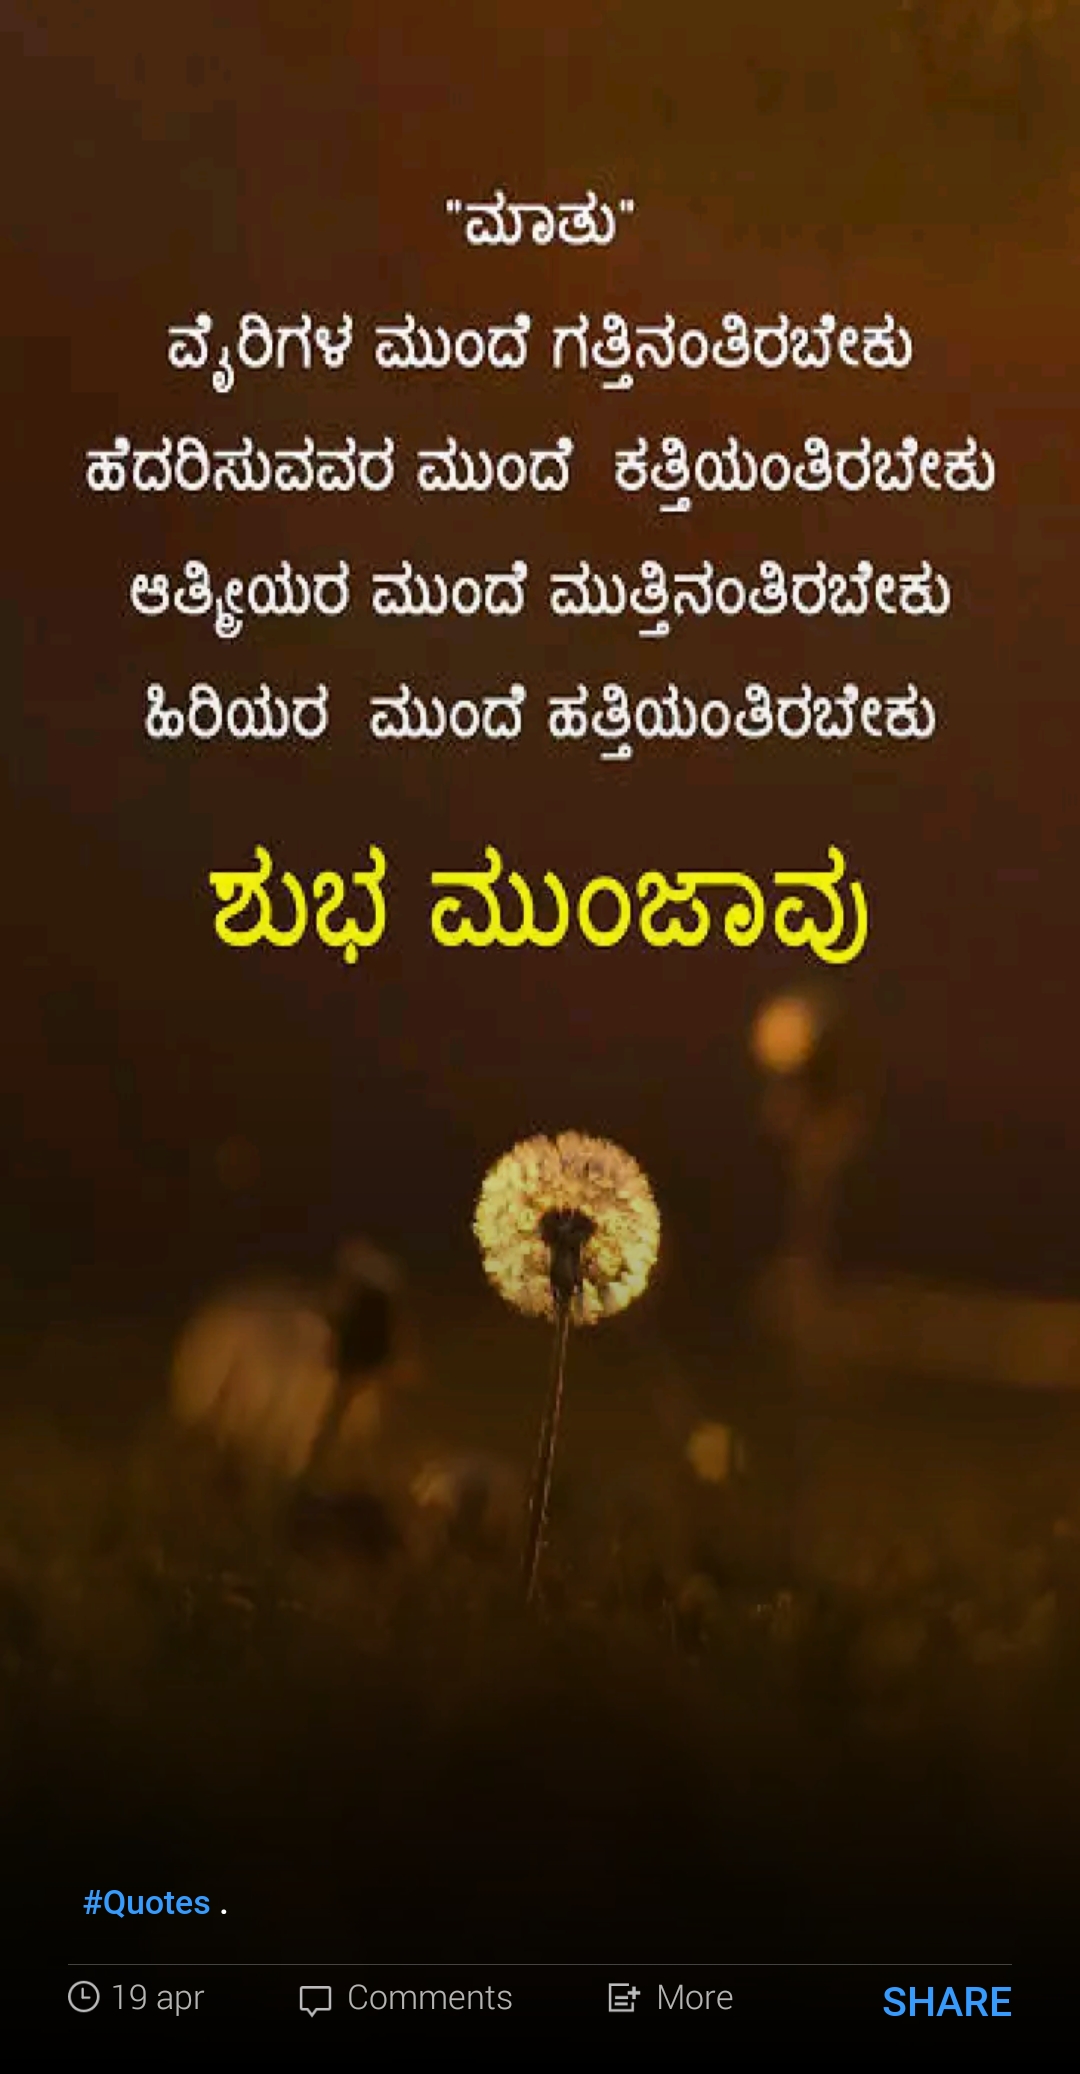 "ಮಾತು"
ವೈರಿಗಳ ಮುಂದೆ ಗತ್ತಿನಂತಿರಬೇಕು
ಹೆದರಿಸುವವರ ಮುಂದೆ ಕತ್ತಿಯಂತಿರಬೇಕು
ಆತ್ಮೀಯರ ಮುಂದೆ ಮುತ್ತಿನಂತಿರಬೇಕು
ಹಿರಿಯರ ಮುಂದೆ ಹತ್ತಿಯಂತಿರಬೇಕು
ಶುಭ ಮುಂಜಾವು
#Quotes .
19 apr Comments More SHARE